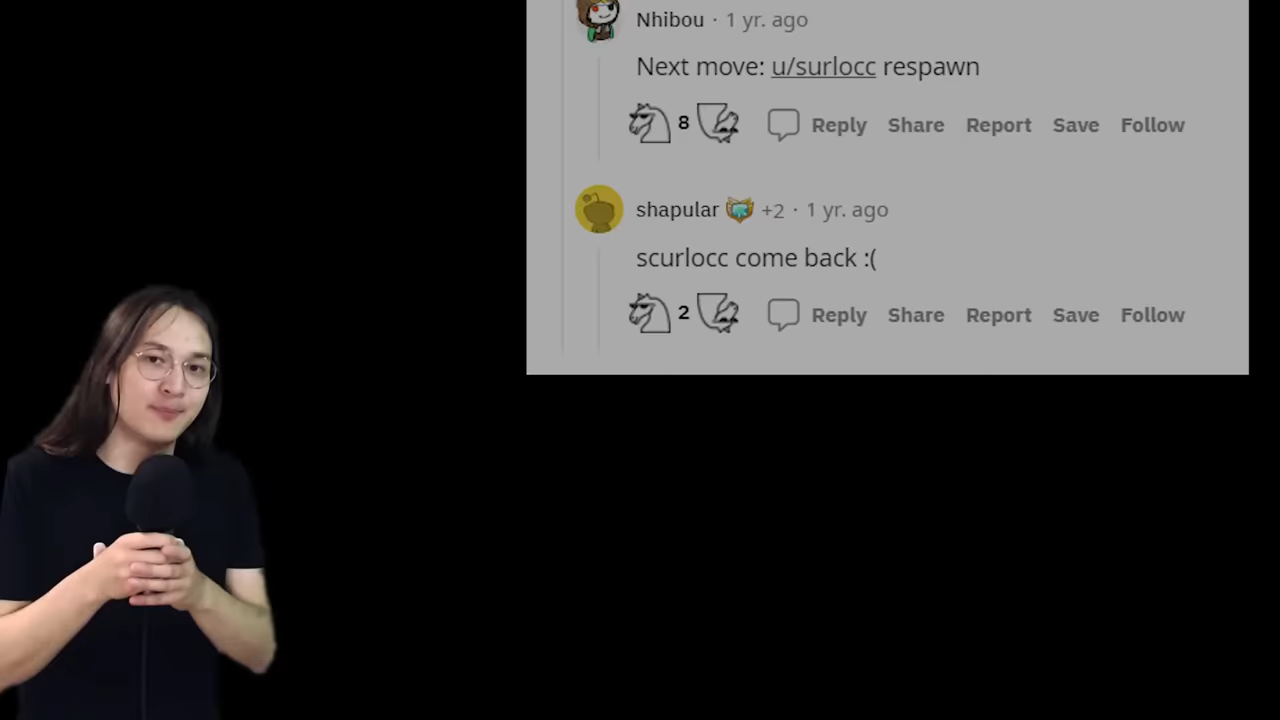 Nhibou · 1 yr. ago
Next move: u/surlocc respawn
8 Reply Share Report Save Follow
shapular +2 · 1 yr. ago
scurlocc come back :(
2 Reply Share Report Save Follow